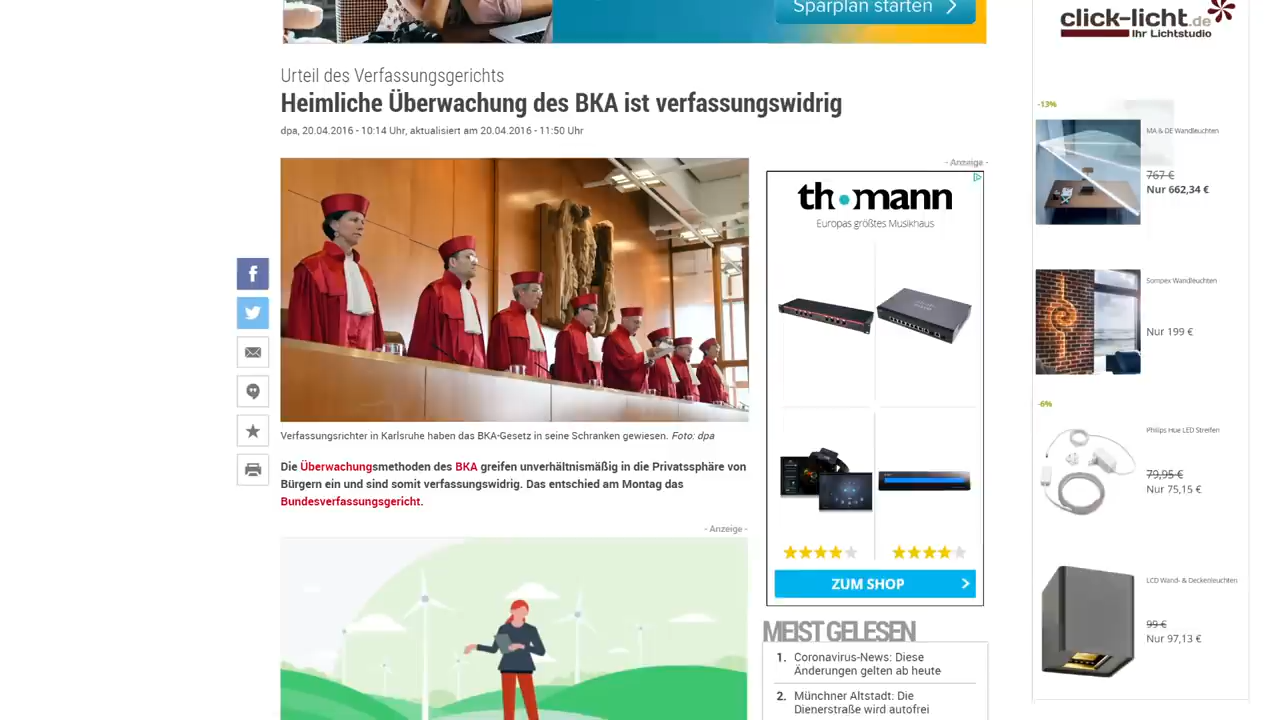 Sparplan starten
click-licht.de
Ihr Lichtstudio
Urteil des Verfassungsgerichts
Heimliche Überwachung des BKA ist verfassungswidrig
dpa, 20.04.2016 - 10:14 Uhr, aktualisiert am 20.04.2016 - 11:50 Uhr
- Anzeige -
th•mann
Europas größtes Musikhaus
ZUM SHOP
Verfassungsrichter in Karlsruhe haben das BKA-Gesetz in seine Schranken gewiesen. Foto: dpa
Die Überwachungsmethoden des BKA greifen unverhältnismäßig in die Privatssphäre von
Bürgern ein und sind somit verfassungswidrig. Das entschied am Montag das
Bundesverfassungsgericht.
- Anzeige -
MEIST GELESEN
1. Coronavirus-News: Diese
Änderungen gelten ab heute
2. Münchner Altstadt: Die
Dienerstraße wird autofrei
-13%
MA & DE Wandleuchten
767 €
Nur 662,34 €
Sompex Wandleuchten
Nur 199 €
-6%
Philips Hue LED Streifen
79,95 €
Nur 75,15 €
LCD Wand- & Deckenleuchten
99 €
Nur 97,13 €